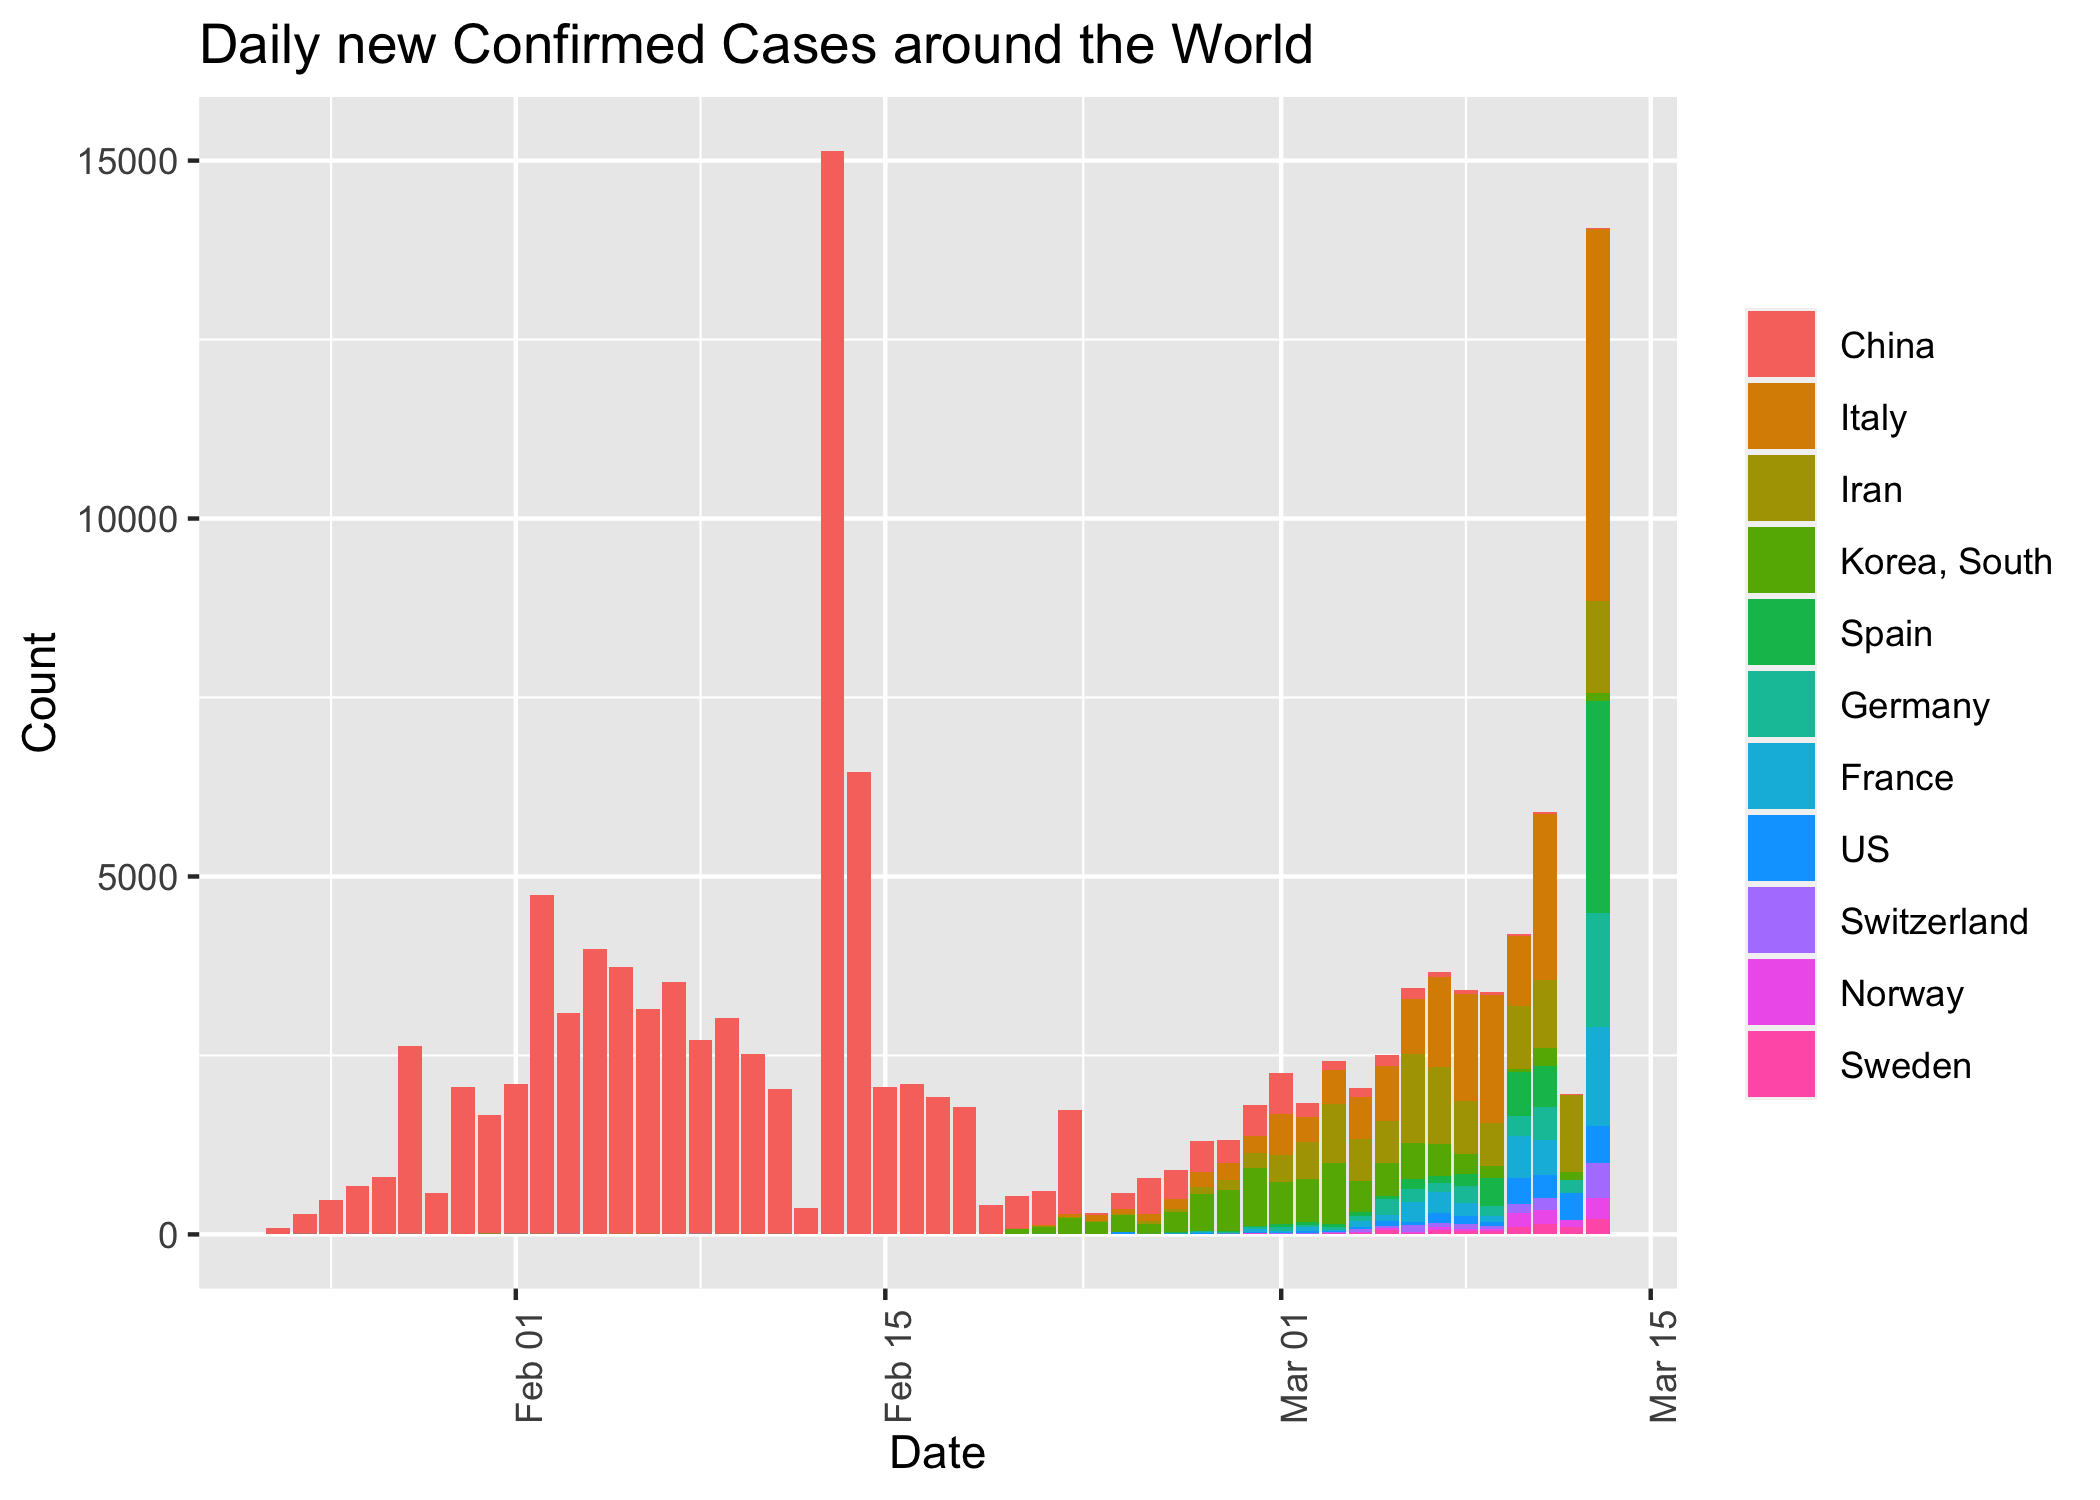 Daily new Confirmed Cases around the World
15000
10000
5000
0
Count
Feb 01
Feb 15
Mar 01
Mar 15
Date
China
Italy
Iran
Korea, South
Spain
Germany
France
US
Switzerland
Norway
Sweden